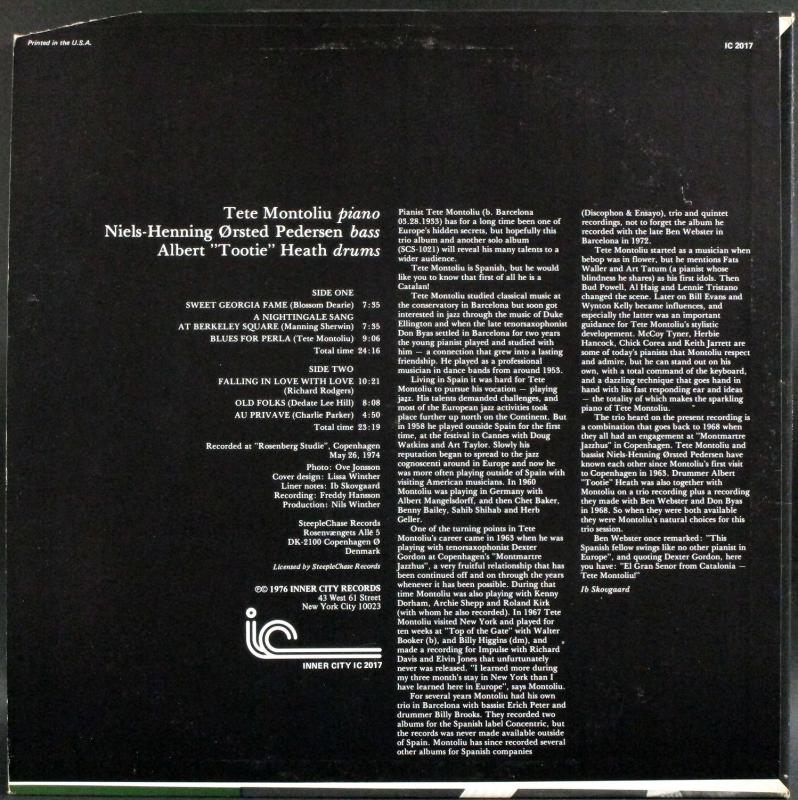 Printed in the U.S.A.
IC 2017
Tete Montoliu piano
Niels-Henning Ørsted Pedersen bass
Albert "Tootie" Heath drums
SIDE ONE
SWEET GEORGIA FAME (Blossom Dearie) 7:35
A NIGHTINGALE SANG
AT BERKELEY SQUARE (Manning Sherwin) 7:35
BLUES FOR PERLA (Tete Montoliu) 9:06
Total time 24:16
SIDE TWO
FALLING IN LOVE WITH LOVE 10:21
(Richard Rodgers)
OLD FOLKS (Dedate Lee Hill) 8:08
AU PRIVAVE (Charlie Parker) 4:50
Total time 23:19
Recorded at "Rosenberg Studie", Copenhagen
May 26, 1974
Photo: Ove Jonsson
Cover design: Lissa Winther
Liner notes: Ib Skovgaard
Recording: Freddy Hansson
Production: Nils Winther
SteepleChase Records
Rosenvængets Allé 5
DK-2100 Copenhagen Ø
Denmark
Licensed by SteepleChase Records
℗© 1976 INNER CITY RECORDS
43 West 61 Street
New York City 10023
ic
INNER CITY IC 2017
Pianist Tete Montoliu (b. Barcelona
03.28.1933) has for a long time been one of
Europe's hidden secrets, but hopefully this
trio album and another solo album
(SCS-1021) will reveal his many talents to a
wider audience.
Tete Montoliu is Spanish, but he would
like you to know that first of all he is a
Catalan!
Tete Montoliu studied classical music at
the conservatory in Barcelona but soon got
interested in jazz through the music of Duke
Ellington and when the late tenorsaxophonist
Don Byas settled in Barcelona for two years
the young pianist played and studied with
him — a connection that grew into a lasting
friendship. He played as a professional
musician in dance bands from around 1953.
Living in Spain it was hard for Tete
Montoliu to pursue his vocation — playing
jazz. His talents demanded challenges, and
most of the European jazz activities took
place further up north on the Continent. But
in 1958 he played outside Spain for the first
time, at the festival in Cannes with Doug
Watkins and Art Taylor. Slowly his
reputation began to spread to the jazz
cognoscenti around in Europe and now he
was more often playing outside of Spain with
visiting American musicians. In 1960
Montoliu was playing in Germany with
Albert Mangelsdorff, and then Chet Baker,
Benny Bailey, Sahib Shihab and Herb
Geller.
One of the turning points in Tete
Montoliu's career came in 1963 when he was
playing with tenorsaxophonist Dexter
Gordon at Copenhagen's "Montmartre
Jazzhus", a very fruitful relationship that has
been continued off and on through the years
whenever it has been possible. During that
time Montoliu was also playing with Kenny
Dorham, Archie Shepp and Roland Kirk
(with whom he also recorded). In 1967 Tete
Montoliu visited New York and played for
ten weeks at "Top of the Gate" with Walter
Booker (b), and Billy Higgins (dm), and
made a recording for Impulse with Richard
Davis and Elvin Jones that unfortunately
never was released. "I learned more during
my three month's stay in New York than I
have learned here in Europe", says Montoliu.
For several years Montoliu had his own
trio in Barcelona with bassist Erich Peter and
drummer Billy Brooks. They recorded two
albums for the Spanish label Concentric, but
the records was never made available outside
of Spain. Montoliu has since recorded several
other albums for Spanish companies
(Discophon & Ensayo), trio and quintet
recordings, not to forget the album he
recorded with the late Ben Webster in
Barcelona in 1972.
Tete Montoliu started as a musician when
bebop was in flower, but he mentions Fats
Waller and Art Tatum (a pianist whose
blindness he shares) as his first idols. Then
Bud Powell, Al Haig and Lennie Tristano
changed the scene. Later on Bill Evans and
Wynton Kelly became influences, and
especially the latter was an important
guidance for Tete Montoliu's stylistic
development. McCoy Tyner, Herbie
Hancock, Chick Corea and Keith Jarrett are
some of today's pianists that Montoliu respect
and admire, but he can stand out on his
own, with a total command of the keyboard,
and a dazzling technique that goes hand in
hand with his fast responding ear and ideas
— the totality of which makes the sparkling
piano of Tete Montoliu.
The trio heard on the present recording is
a combination that goes back to 1968 when
they all had an engagement at "Montmartre
Jazzhus" in Copenhagen. Tete Montoliu and
bassist Niels-Henning Ørsted Pedersen have
known each other since Montoliu's first visit
to Copenhagen in 1963. Drummer Albert
"Tootie" Heath was also together with
Montoliu on a trio recording plus a recording
they made with Ben Webster and Don Byas
in 1968. So when they were both available
they were Montoliu's natural choices for this
trio session.
Ben Webster once remarked: "This
Spanish fellow swings like no other pianist in
Europe", and quoting Dexter Gordon, here
you have: "El Gran Senor from Catalonia —
Tete Montoliu!"
Ib Skovgaard